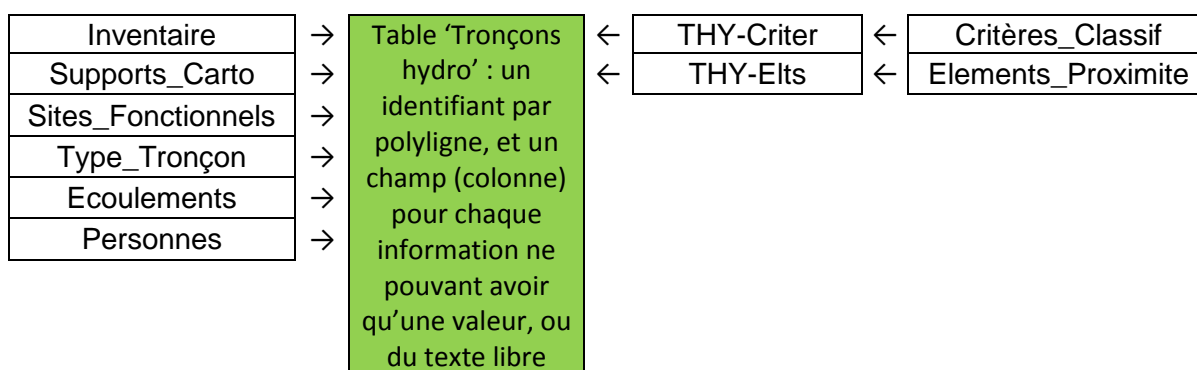 Inventaire → 
Supports_Carto →
Sites_Fonctionnels →
Type_Tronçon →
Ecoulements →
Personnes →
Table ‘Tronçons
hydro’ : un
identifiant par
polyligne, et un
champ (colonne)
pour chaque
information ne
pouvant avoir
qu’une valeur, ou
du texte libre
← THY-Criter ← Critères_Classif
← THY-Elts ← Elements_Proximite